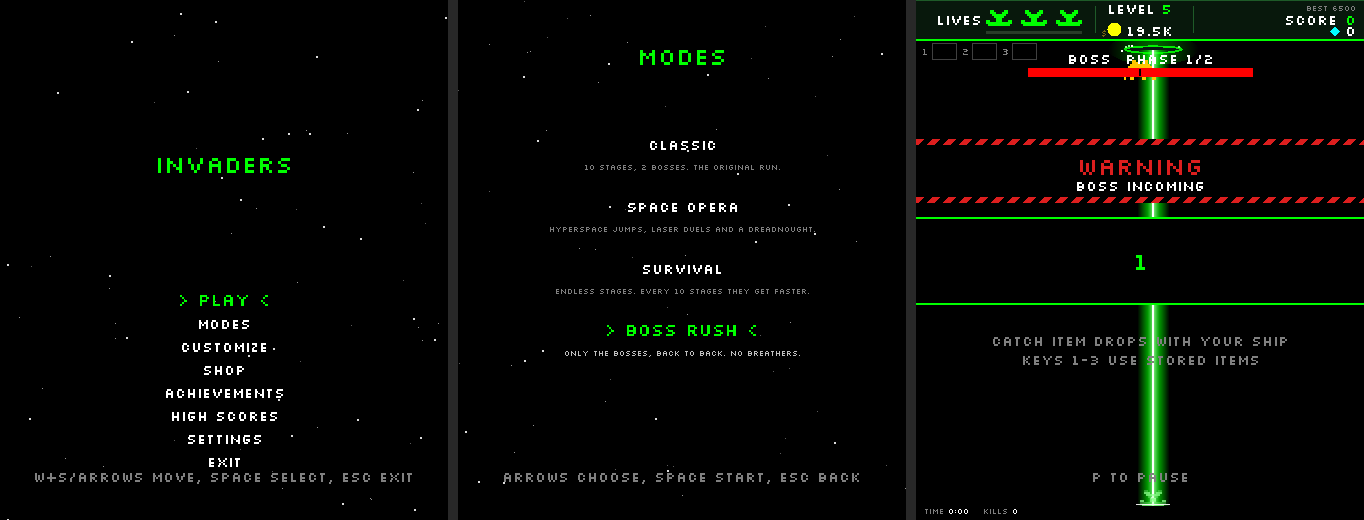 INVADERS
> PLAY <
MODES
CUSTOMIZE
SHOP
ACHIEVEMENTS
HIGH SCORES
SETTINGS
EXIT
W+S/ARROWS MOVE, SPACE SELECT, ESC EXIT
MODES
CLASSIC
10 STAGES, 2 BOSSES. THE ORIGINAL RUN.
SPACE OPERA
HYPERSPACE JUMPS, LASER DUELS AND A DREADNOUGHT.
SURVIVAL
ENDLESS STAGES. EVERY 10 STAGES THEY GET FASTER.
> BOSS RUSH <
ONLY THE BOSSES, BACK TO BACK. NO BREATHERS.
ARROWS CHOOSE, SPACE START, ESC BACK
LIVES
LEVEL 5
$ 19.5K
BEST 6500
SCORE 0
0
1 2 3
BOSS PHASE 1/2
WARNING
BOSS INCOMING
1
CATCH ITEM DROPS WITH YOUR SHIP
KEYS 1-3 USE STORED ITEMS
P TO PAUSE
TIME 0:00 KILLS 0